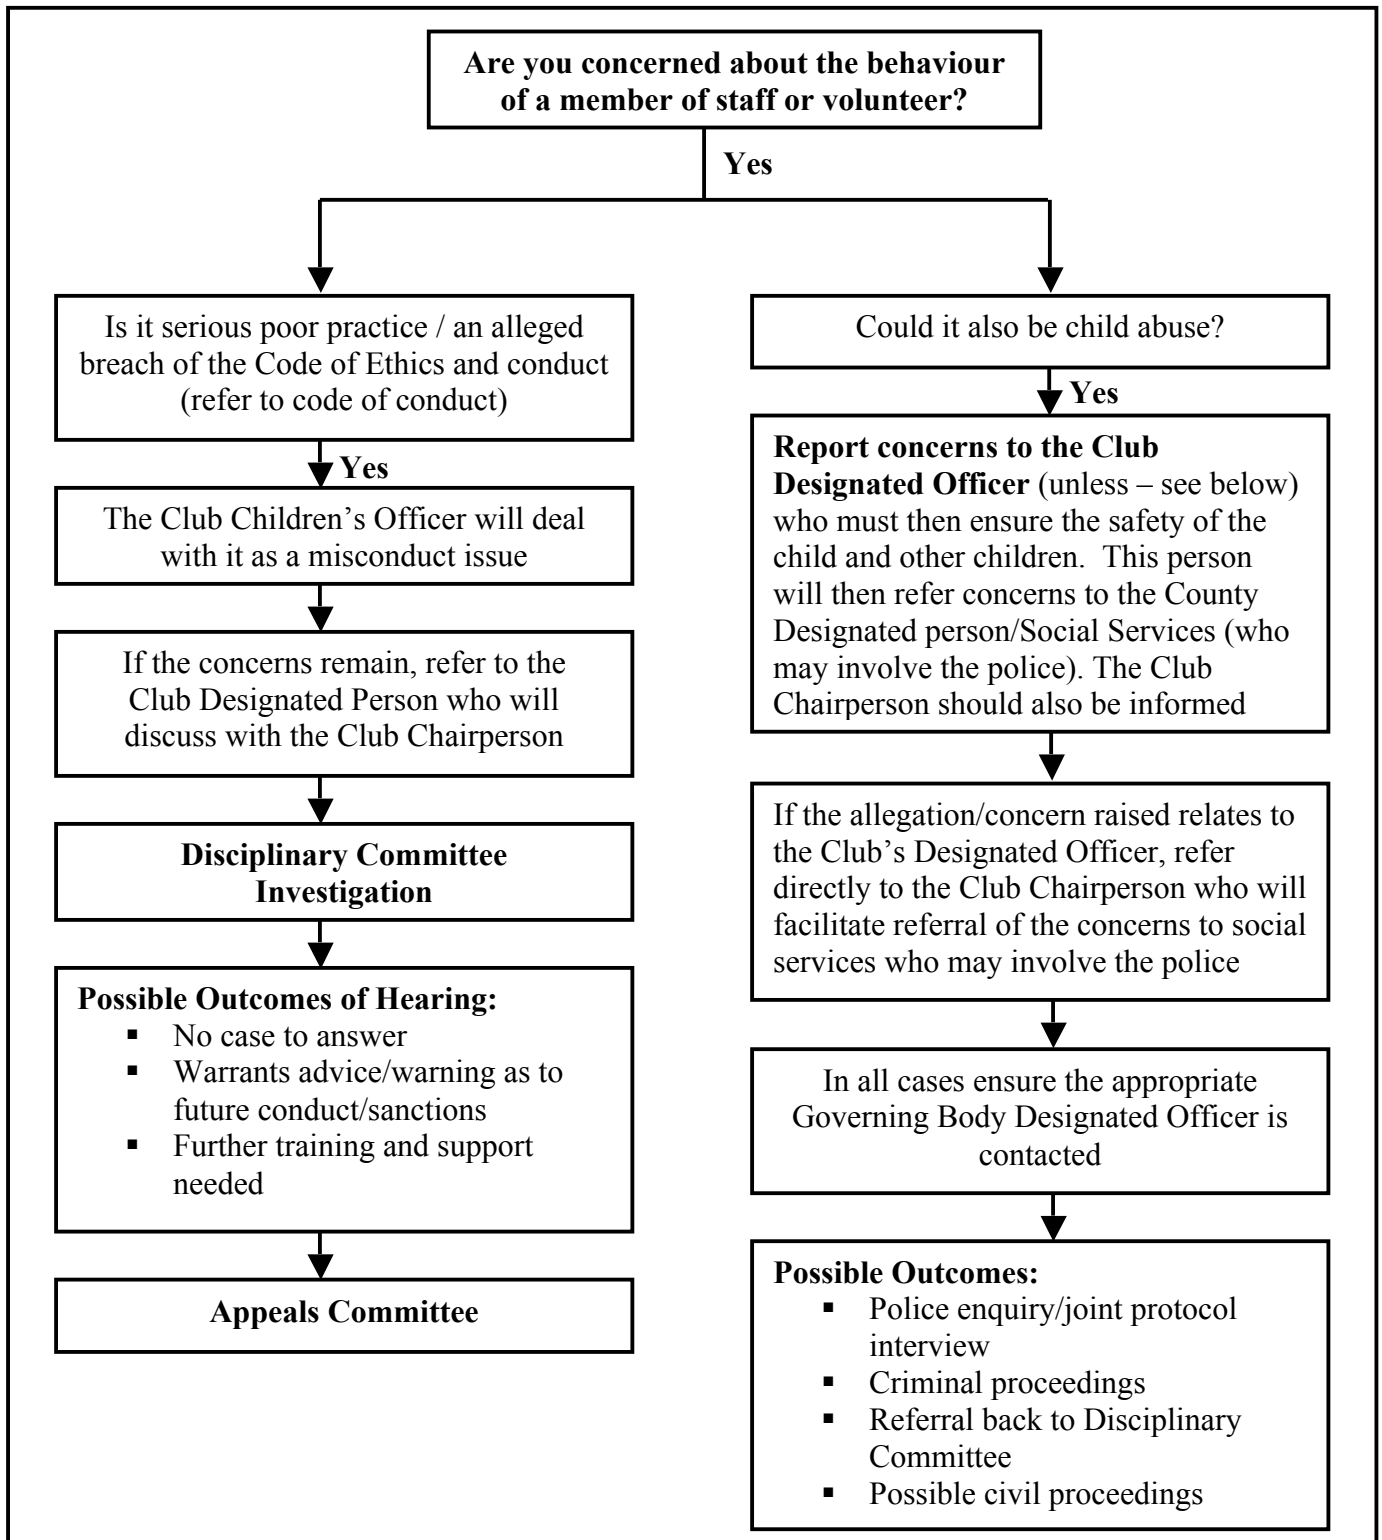 Are you concerned about the behaviour
of a member of staff or volunteer?
Yes
Is it serious poor practice / an alleged
breach of the Code of Ethics and conduct
(refer to code of conduct)
Yes
The Club Children’s Officer will deal
with it as a misconduct issue
If the concerns remain, refer to the
Club Designated Person who will
discuss with the Club Chairperson
Disciplinary Committee
Investigation
Possible Outcomes of Hearing:
▪ No case to answer
▪ Warrants advice/warning as to
future conduct/sanctions
▪ Further training and support
needed
Appeals Committee
Could it also be child abuse?
Yes
Report concerns to the Club
Designated Officer (unless – see below)
who must then ensure the safety of the
child and other children.  This person
will then refer concerns to the County
Designated person/Social Services (who
may involve the police). The Club
Chairperson should also be informed
If the allegation/concern raised relates to
the Club’s Designated Officer, refer
directly to the Club Chairperson who will
facilitate referral of the concerns to social
services who may involve the police
In all cases ensure the appropriate
Governing Body Designated Officer is
contacted
Possible Outcomes:
▪ Police enquiry/joint protocol
interview
▪ Criminal proceedings
▪ Referral back to Disciplinary
Committee
▪ Possible civil proceedings